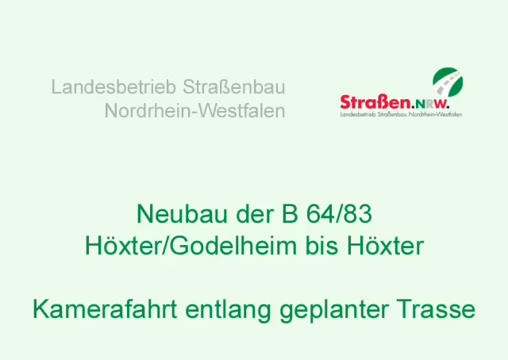 Landesbetrieb Straßenbau
Nordrhein-Westfalen
Straßen.NRW.
Landesbetrieb Straßenbau Nordrhein-Westfalen
Neubau der B 64/83
Höxter/Godelheim bis Höxter
Kamerafahrt entlang geplanter Trasse